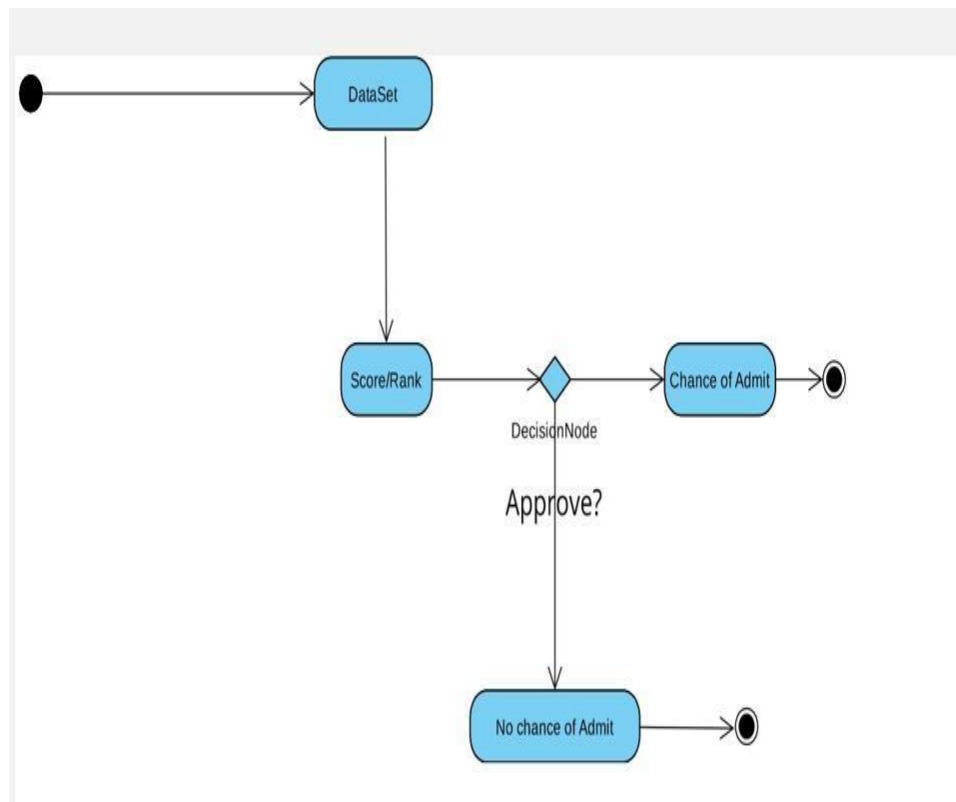 DataSet
Score/Rank
Chance of Admit
DecisionNode
Approve?
No chance of Admit